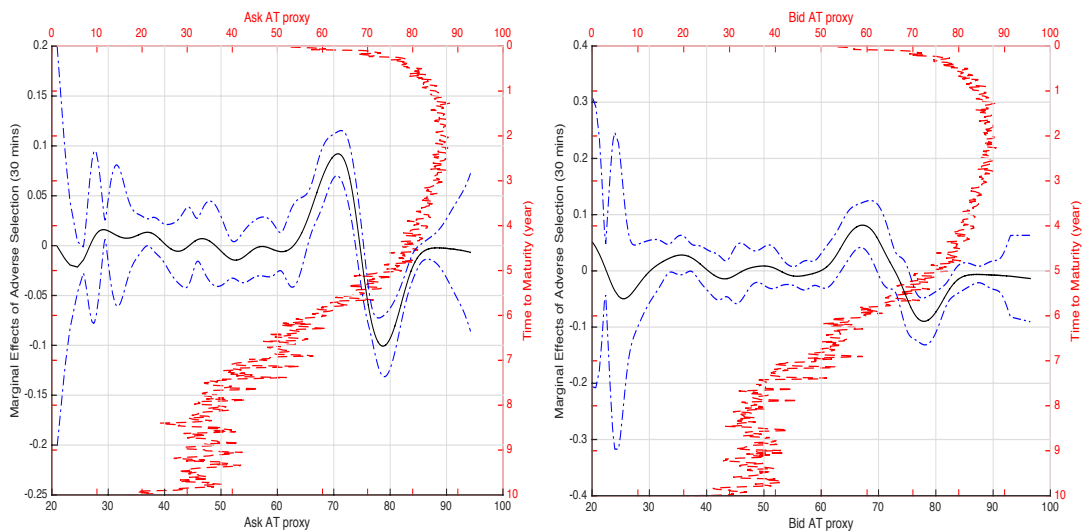 Ask AT proxy
0 10 20 30 40 50 60 70 80 90 100
0.2 0.15 0.1 0.05 0 -0.05 -0.1 -0.15 -0.2 -0.25
Marginal Effects of Adverse Selection (30 mins)
0 1 2 3 4 5 6 7 8 9 10
Time to Maturity (year)
20 30 40 50 60 70 80 90 100
Ask AT proxy
Bid AT proxy
0 10 20 30 40 50 60 70 80 90 100
0.4 0.3 0.2 0.1 0 -0.1 -0.2 -0.3 -0.4
Marginal Effects of Adverse Selection (30 mins)
0 1 2 3 4 5 6 7 8 9 10
Time to Maturity (year)
20 30 40 50 60 70 80 90 100
Bid AT proxy